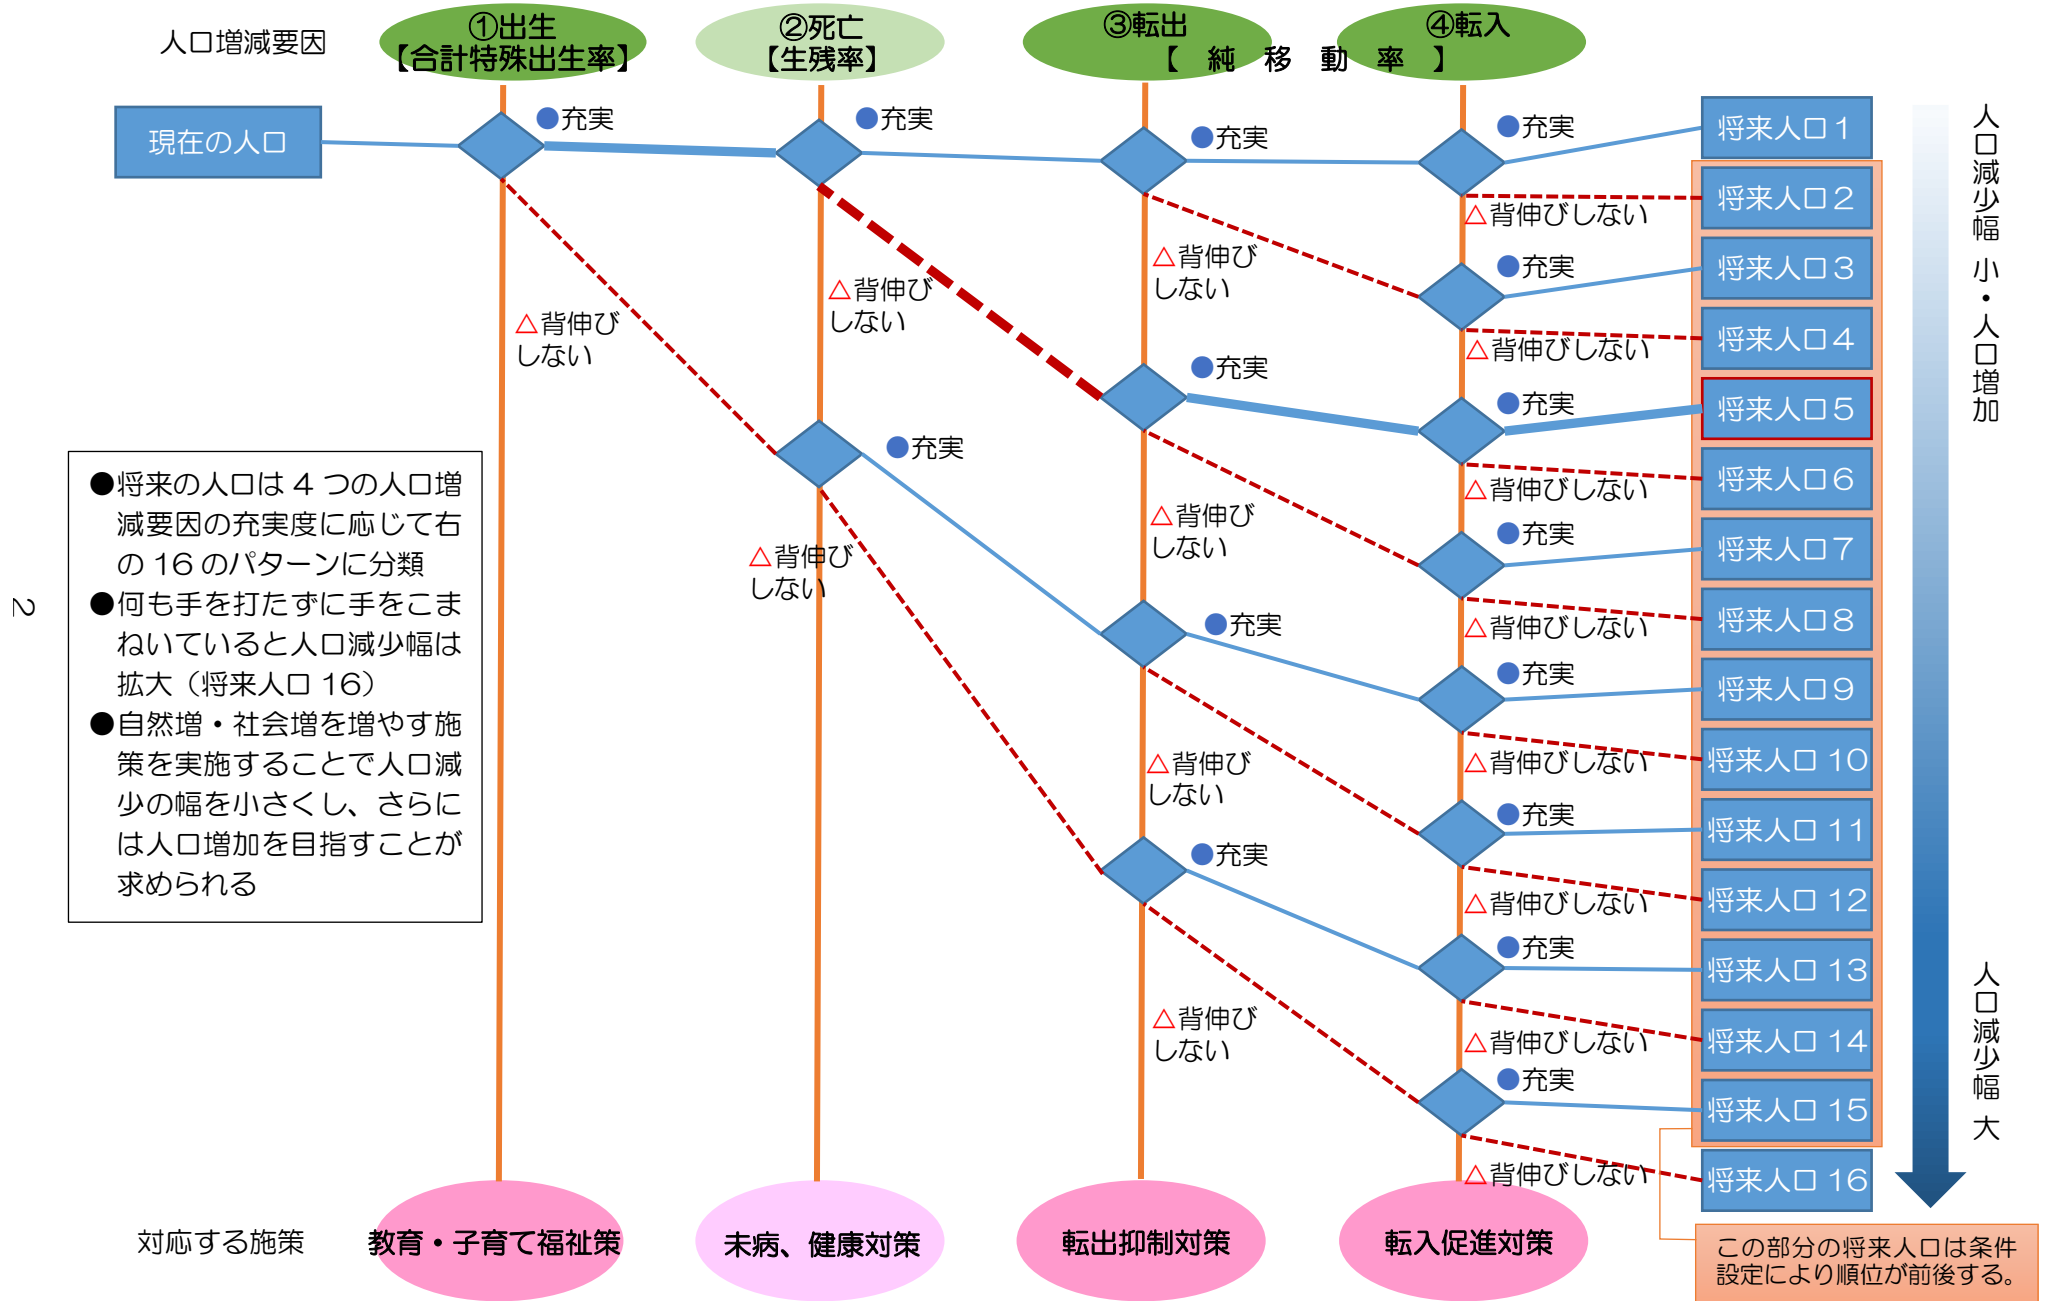 人口増減要因
①出生
【合計特殊出生率】
②死亡
【生残率】
③転出
④転入
【　純　移　動　率　】
現在の人口
●充実
●充実
●充実
●充実
将来人口1
将来人口2
将来人口3
将来人口4
将来人口5
将来人口6
将来人口7
将来人口8
将来人口9
将来人口 10
将来人口 11
将来人口 12
将来人口 13
将来人口 14
将来人口 15
将来人口 16
△背伸び
しない
△背伸び
しない
●充実
△背伸び
しない
△背伸び
しない
●充実
△背伸び
しない
●充実
△背伸び
しない
●充実
△背伸び
しない
△背伸びしない
●充実
△背伸びしない
●充実
△背伸びしない
●充実
△背伸びしない
●充実
△背伸びしない
●充実
△背伸びしない
●充実
△背伸びしない
●充実
△背伸びしない
人口減少幅 小・人口増加
人口減少幅 大
●将来の人口は 4 つの人口増
減要因の充実度に応じて右
の 16 のパターンに分類
●何も手を打たずに手をこま
ねいていると人口減少幅は
拡大（将来人口 16）
●自然増・社会増を増やす施
策を実施することで人口減
少の幅を小さくし、さらに
は人口増加を目指すことが
求められる
2
対応する施策
教育・子育て福祉策
未病、健康対策
転出抑制対策
転入促進対策
この部分の将来人口は条件
設定により順位が前後する。